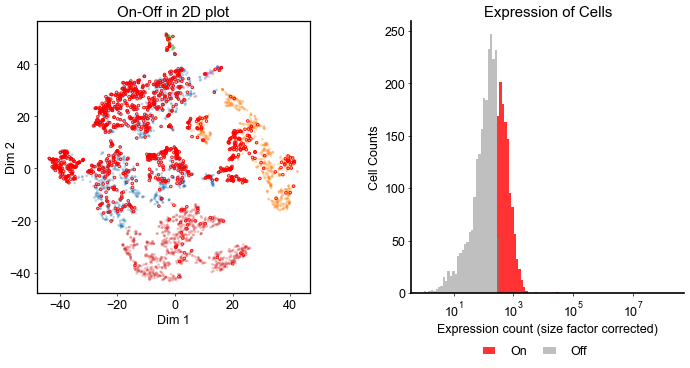 On-Off in 2D plot
Dim 2
40
20
0
−20
−40
−40 −20 0 20 40
Dim 1
Expression of Cells
Cell Counts
250
200
150
100
50
0
10^1 10^3 10^5 10^7
Expression count (size factor corrected)
On Off